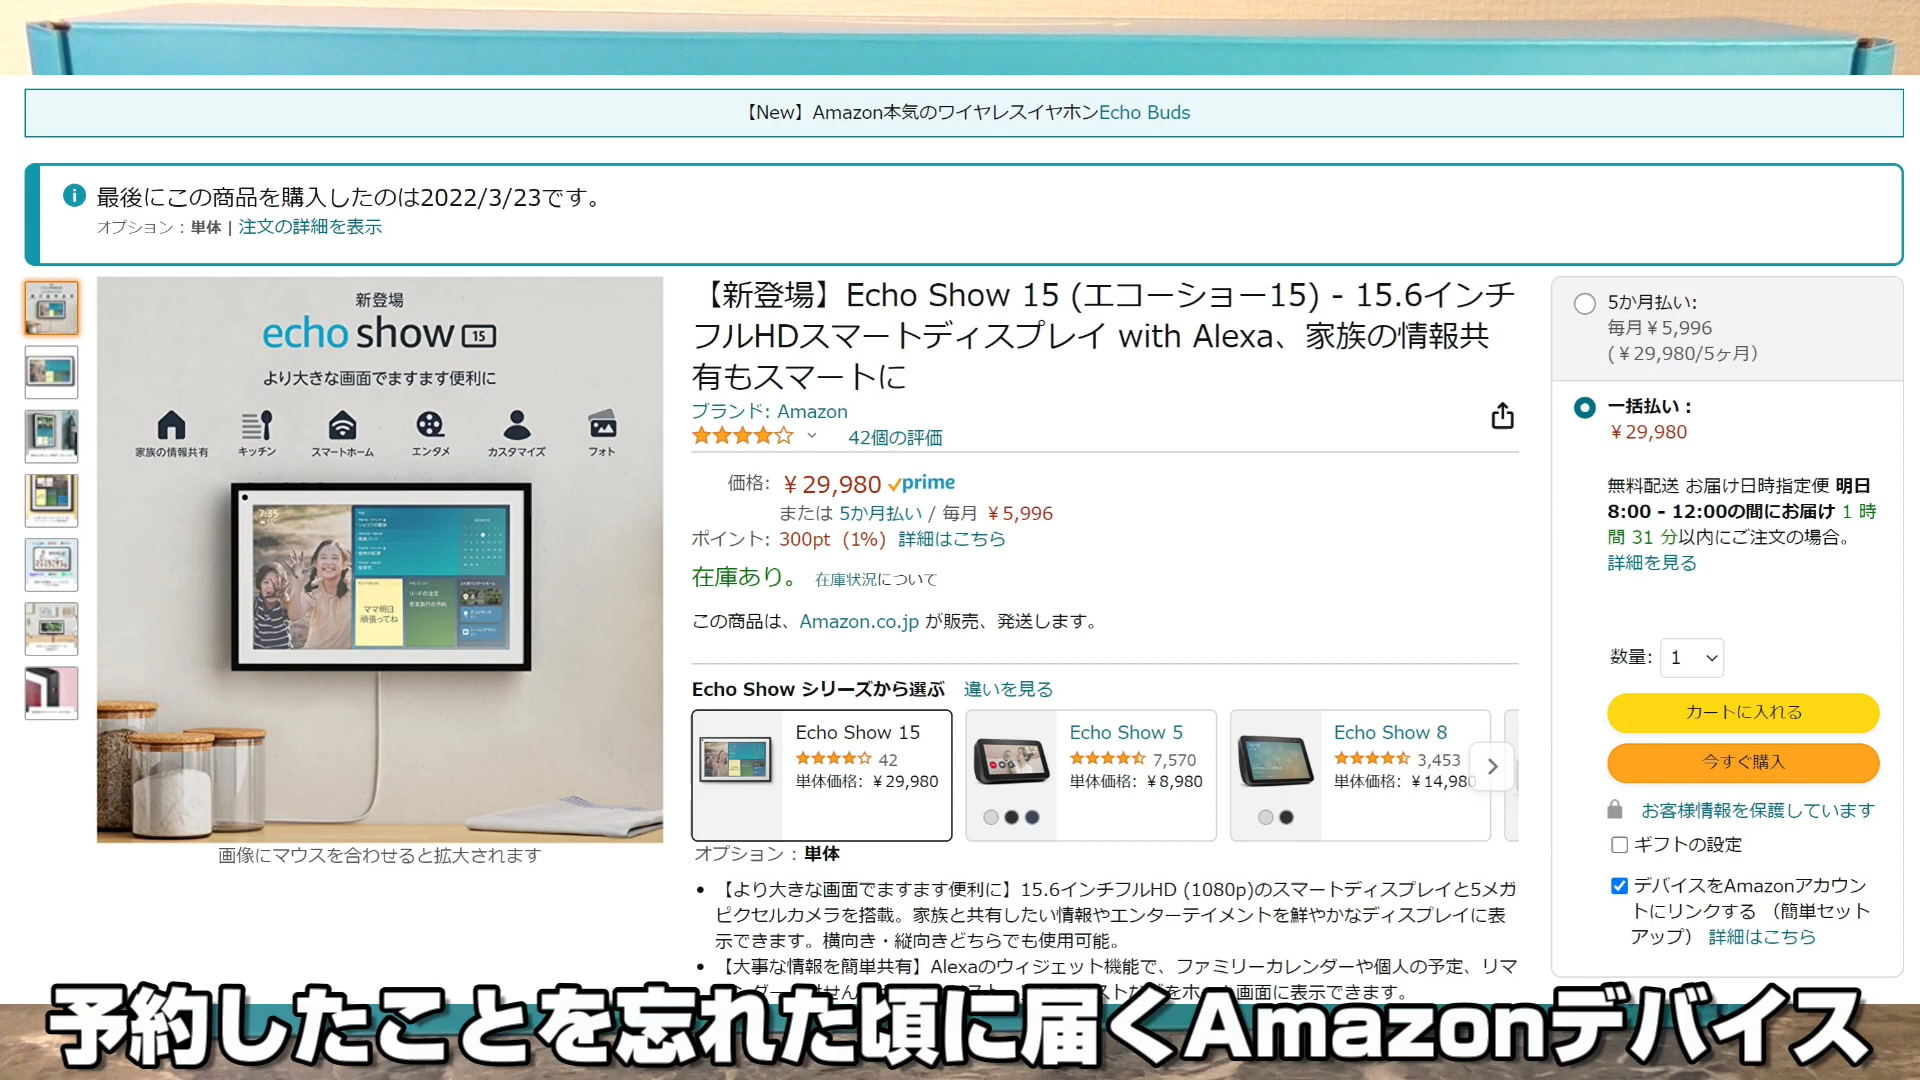 【New】Amazon本気のワイヤレスイヤホンEcho Buds
最後にこの商品を購入したのは2022/3/23です。
オプション : 単体 | 注文の詳細を表示
新登場
echo show 15
より大きな画面でますます便利に
家族の情報共有 キッチン スマートホーム エンタメ カスタマイズ フォト
7:35
ママ明日
頑張ってね
画像にマウスを合わせると拡大されます
【新登場】Echo Show 15 (エコーショー15) - 15.6インチ
フルHDスマートディスプレイ with Alexa、家族の情報共
有もスマートに
ブランド: Amazon
42個の評価
価格: ￥29,980 prime
または 5か月払い / 毎月 ￥5,996
ポイント: 300pt (1%) 詳細はこちら
在庫あり。 在庫状況について
この商品は、Amazon.co.jp が販売、発送します。
Echo Show シリーズから選ぶ 違いを見る
Echo Show 15
42
単体価格: ￥29,980
Echo Show 5
7,570
単体価格: ￥8,980
Echo Show 8
3,453
単体価格: ￥14,980
オプション : 単体
• 【より大きな画面でますます便利に】15.6インチフルHD (1080p)のスマートディスプレイと5メガ
ピクセルカメラを搭載。家族と共有したい情報やエンターテイメントを鮮やかなディスプレイに表
示できます。横向き・縦向きどちらでも使用可能。
• 【大事な情報を簡単共有】Alexaのウィジェット機能で、ファミリーカレンダーや個人の予定、リマ
画面に表示できます。
5か月払い:
毎月￥5,996
(￥29,980/5ヶ月)
一括払い :
￥29,980
無料配送 お届け日時指定便 明日
8:00 - 12:00の間にお届け 1 時
間 31 分以内にご注文の場合。
詳細を見る
数量: 1
カートに入れる
今すぐ購入
お客様情報を保護しています
ギフトの設定
デバイスをAmazonアカウン
トにリンクする （簡単セット
アップ） 詳細はこちら
予約したことを忘れた頃に届くAmazonデバイス